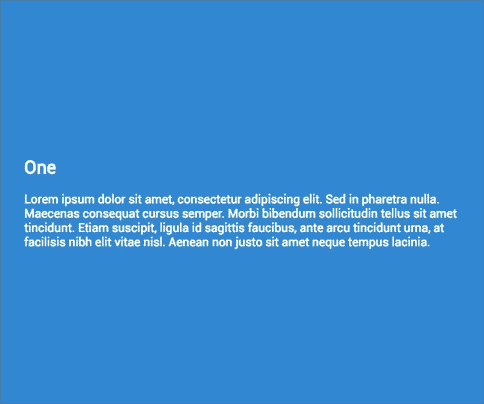 One
Lorem ipsum dolor sit amet, consectetur adipiscing elit. Sed in pharetra nulla.
Maecenas consequat cursus semper. Morbi bibendum sollicitudin tellus sit amet
tincidunt. Etiam suscipit, ligula id sagittis faucibus, ante arcu tincidunt urna, at
facilisis nibh elit vitae nisl. Aenean non justo sit amet neque tempus lacinia.